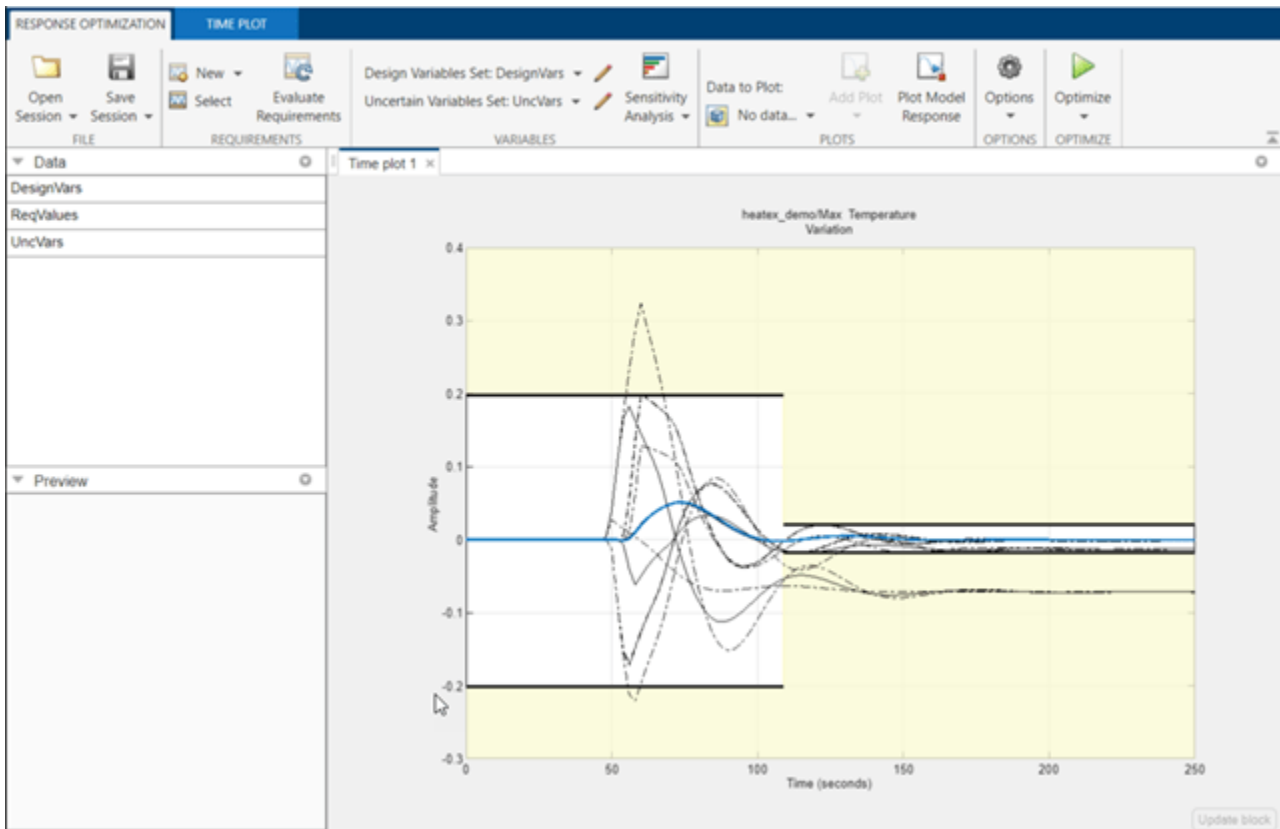 RESPONSE OPTIMIZATION
TIME PLOT
Open Session
Save Session
FILE
New
Select
Evaluate Requirements
REQUIREMENTS
Design Variables Set: DesignVars
Uncertain Variables Set: UncVars
Sensitivity Analysis
VARIABLES
Data to Plot:
No data...
Add Plot
Plot Model Response
PLOTS
Options
OPTIONS
Optimize
OPTIMIZE
Data
DesignVars
ReqValues
UncVars
Preview
Time plot 1
heatex_demo/Max Temperature
Variation
Amplitude
0.4
0.3
0.2
0.1
0
-0.1
-0.2
-0.3
0
50
100
150
200
250
Time (seconds)
Update block